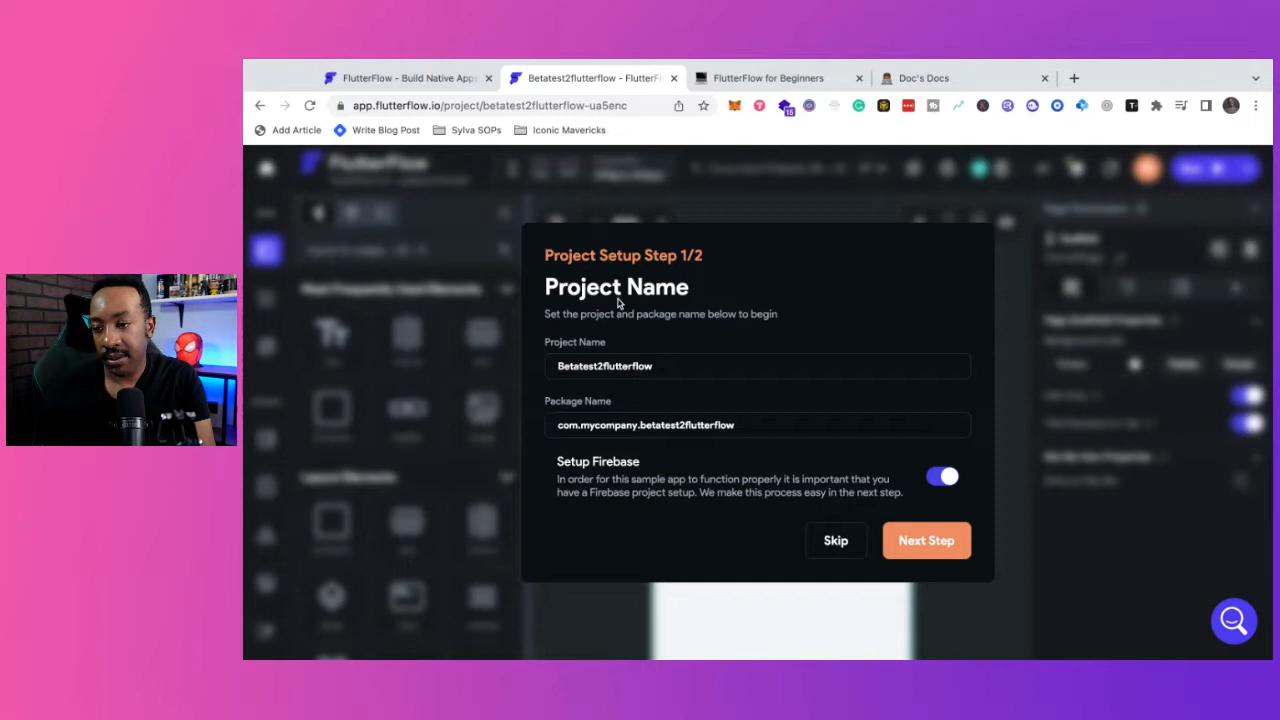 FlutterFlow - Build Native Apps
Betatest2flutterflow - FlutterFl
FlutterFlow for Beginners
Doc's Docs
app.flutterflow.io/project/betatest2flutterflow-ua5enc
15
Add Article
Write Blog Post
Sylva SOPs
Iconic Mavericks
FlutterFlow
Project Setup Step 1/2
Project Name
Set the project and package name below to begin
Project Name
Betatest2flutterflow
Package Name
com.mycompany.betatest2flutterflow
Setup Firebase
In order for this sample app to function properly it is important that you
have a Firebase project setup. We make this process easy in the next step.
Skip
Next Step